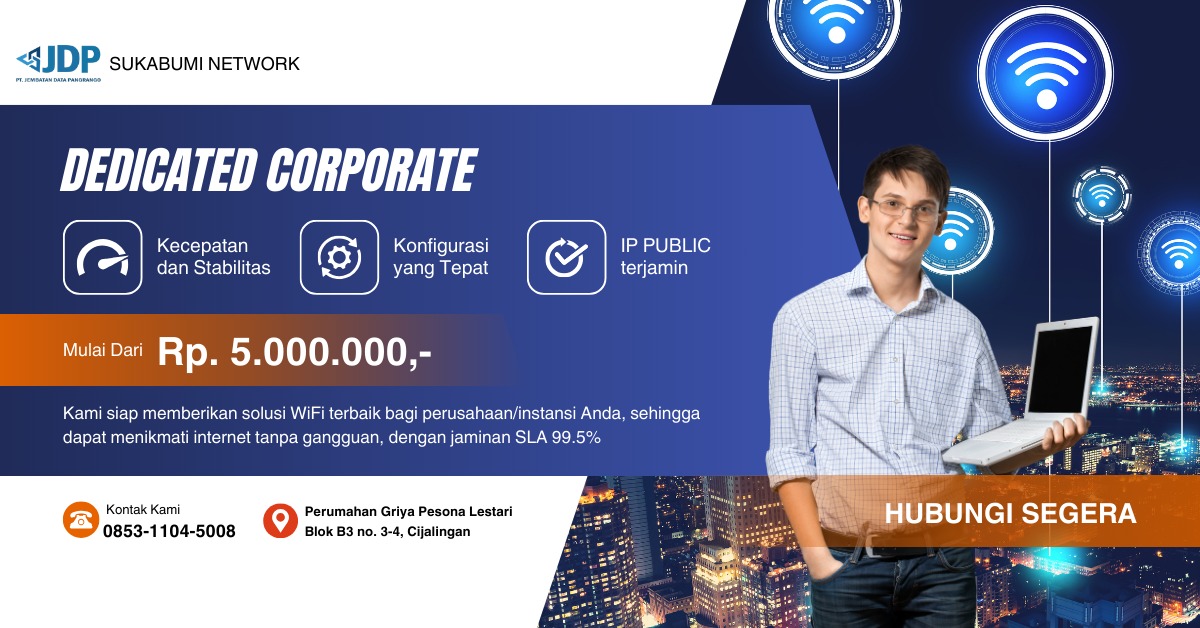 JDP
PT. JEMBATAN DATA PANGRANGO
SUKABUMI NETWORK
DEDICATED CORPORATE
Kecepatan
dan Stabilitas
Konfigurasi
yang Tepat
IP PUBLIC
terjamin
Mulai Dari Rp. 5.000.000,-
Kami siap memberikan solusi WiFi terbaik bagi perusahaan/instansi Anda, sehingga
dapat menikmati internet tanpa gangguan, dengan jaminan SLA 99.5%
Kontak Kami
0853-1104-5008
Perumahan Griya Pesona Lestari
Blok B3 no. 3-4, Cijalingan
HUBUNGI SEGERA